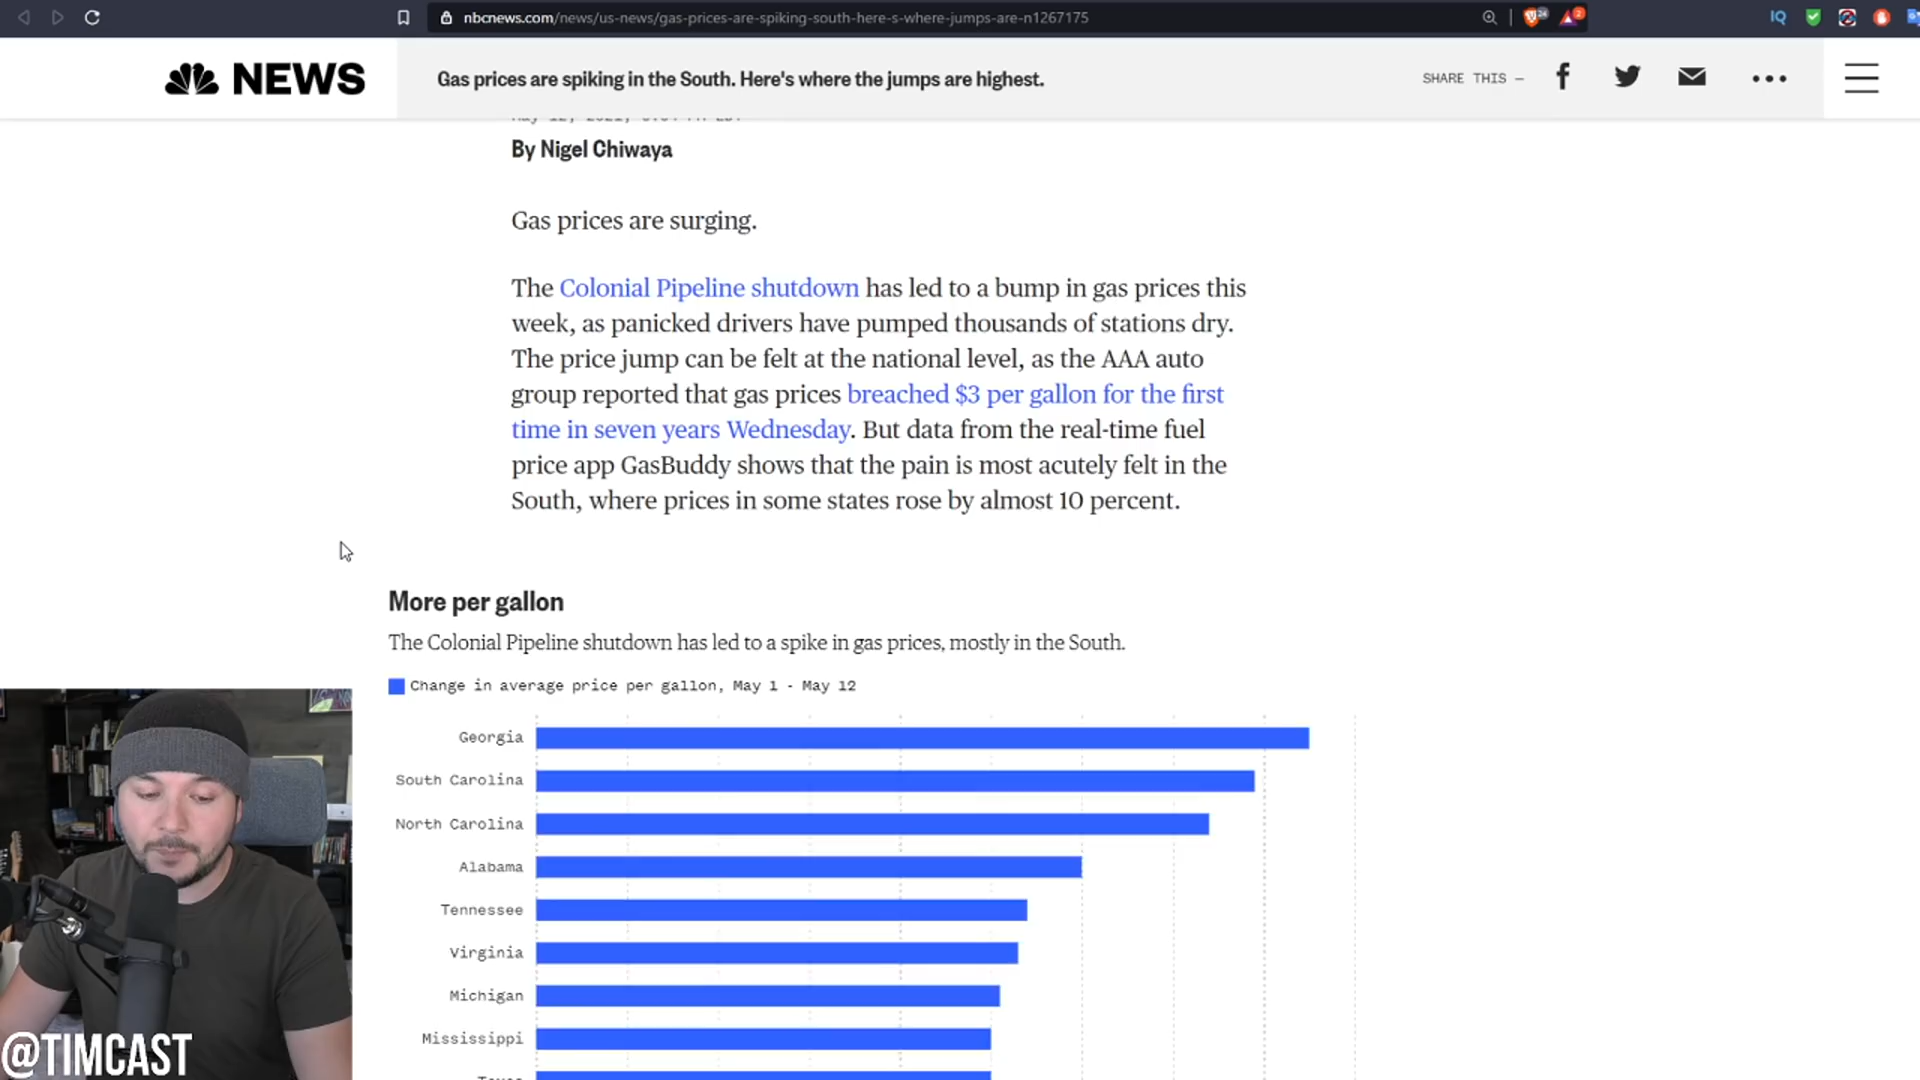 nbcnews.com/news/us-news/gas-prices-are-spiking-south-here-s-where-jumps-are-n1267175
IQ
NEWS
Gas prices are spiking in the South. Here's where the jumps are highest.
SHARE THIS —
By Nigel Chiwaya
Gas prices are surging.
The Colonial Pipeline shutdown has led to a bump in gas prices this
week, as panicked drivers have pumped thousands of stations dry.
The price jump can be felt at the national level, as the AAA auto
group reported that gas prices breached $3 per gallon for the first
time in seven years Wednesday. But data from the real-time fuel
price app GasBuddy shows that the pain is most acutely felt in the
South, where prices in some states rose by almost 10 percent.
More per gallon
The Colonial Pipeline shutdown has led to a spike in gas prices, mostly in the South.
Change in average price per gallon, May 1 - May 12
Georgia
South Carolina
North Carolina
Alabama
Tennessee
Virginia
Michigan
Mississippi
@TIMCAST